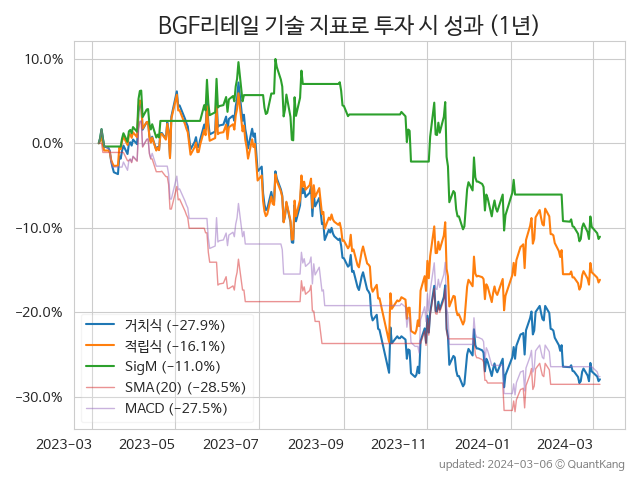 BGF리테일 기술 지표로 투자 시 성과 (1년)
10.0%
0.0%
−10.0%
−20.0%
−30.0%
거치식 (−27.9%)
적립식 (−16.1%)
SigM (−11.0%)
SMA(20) (−28.5%)
MACD (−27.5%)
2023−03 2023−05 2023−07 2023−09 2023−11 2024−01 2024−03
updated: 2024-03-06 ⓒ QuantKang